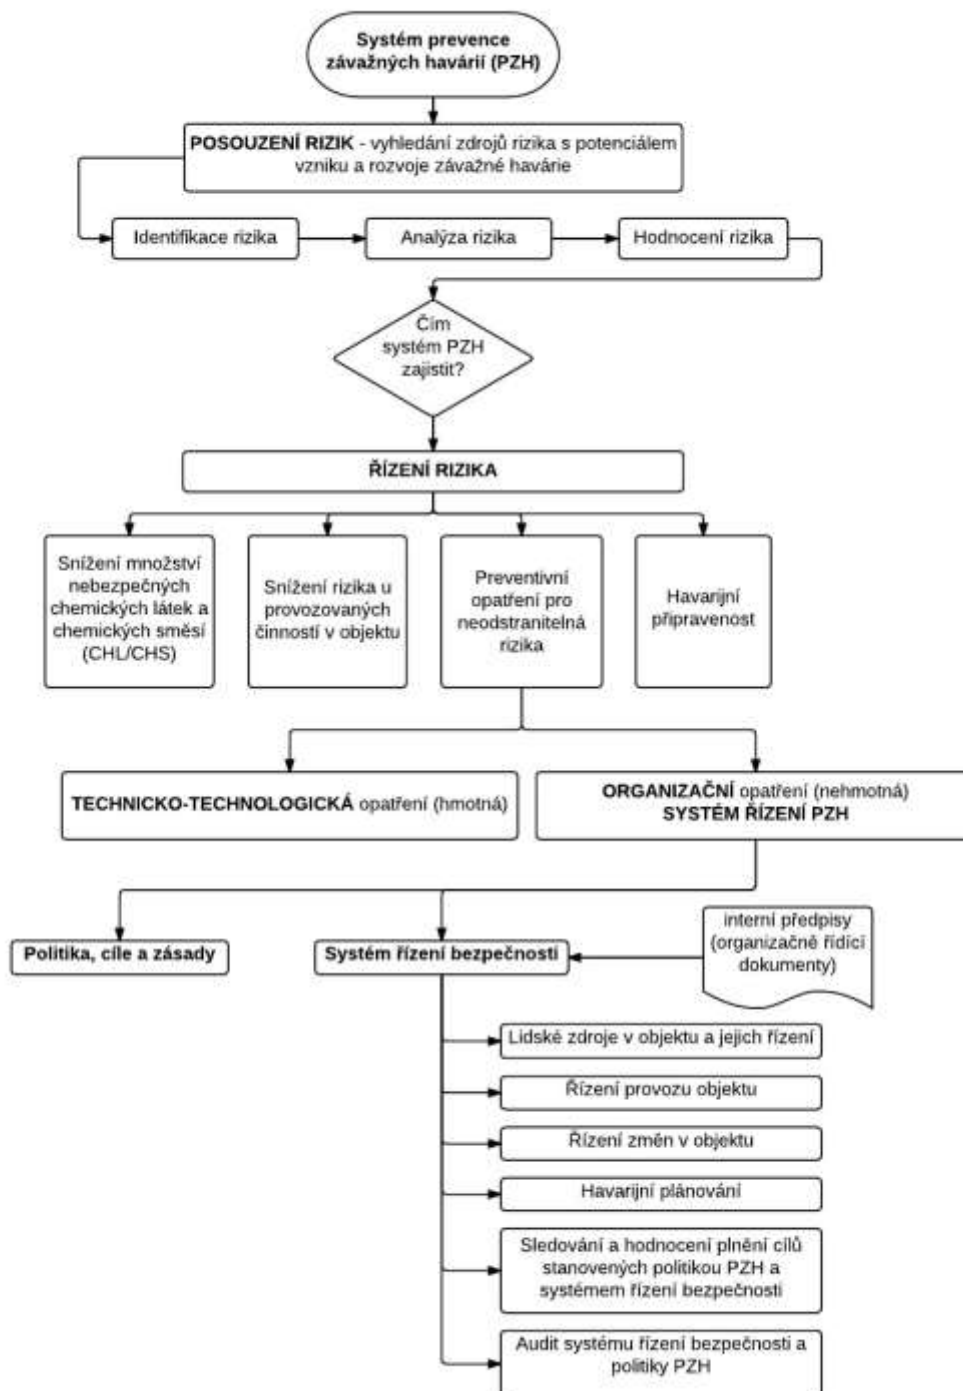 Systém prevence
závažných havárií (PZH)
POSOUZENÍ RIZIK - vyhledání zdrojů rizika s potenciálem
vzniku a rozvoje závažné havárie
Identifikace rizika
Analýza rizika
Hodnocení rizika
Čím
systém PZH
zajistit?
ŘÍZENÍ RIZIKA
Snížení množství
nebezpečných
chemických látek a
chemických směsí
(CHL/CHS)
Snížení rizika u
provozovaných
činností v objektu
Preventivní
opatření pro
neodstranitelná
rizika
Havarijní
připravenost
TECHNICKO-TECHNOLOGICKÁ opatření (hmotná)
ORGANIZAČNÍ opatření (nehmotná)
SYSTÉM ŘÍZENÍ PZH
Politika, cíle a zásady
Systém řízení bezpečnosti
interní předpisy
(organizačně řídící
dokumenty)
Lidské zdroje v objektu a jejich řízení
Řízení provozu objektu
Řízení změn v objektu
Havarijní plánování
Sledování a hodnocení plnění cílů
stanovených politikou PZH a
systémem řízení bezpečnosti
Audit systému řízení bezpečnosti a
politiky PZH